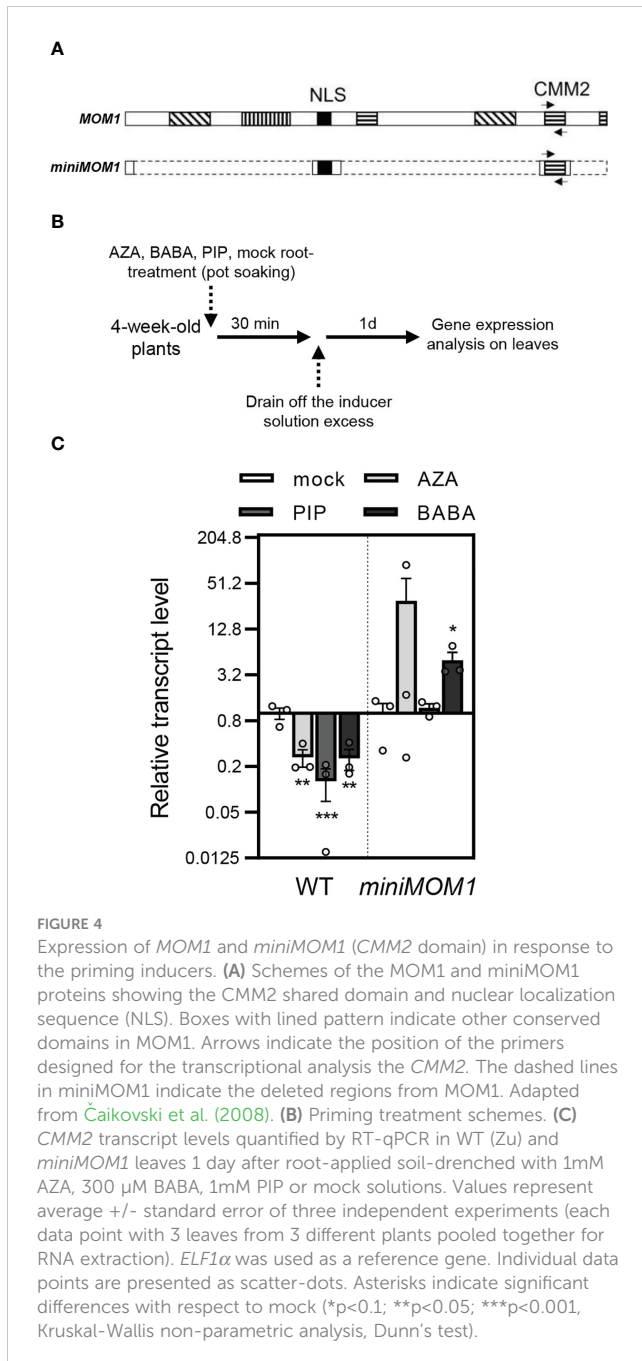 A
NLS
CMM2
MOM1
miniMOM1
B
AZA, BABA, PIP, mock root-
treatment (pot soaking)
4-week-old
plants
30 min
1d
Gene expression
analysis on leaves
Drain off the inducer
solution excess
C
mock AZA
PIP BABA
Relative transcript level
204.8
51.2
12.8
3.2
0.8
0.2
0.05
0.0125
** *** ** *
WT miniMOM1
FIGURE 4
Expression of MOM1 and miniMOM1 (CMM2 domain) in response to
the priming inducers. (A) Schemes of the MOM1 and miniMOM1
proteins showing the CMM2 shared domain and nuclear localization
sequence (NLS). Boxes with lined pattern indicate other conserved
domains in MOM1. Arrows indicate the position of the primers
designed for the transcriptional analysis the CMM2. The dashed lines
in miniMOM1 indicate the deleted regions from MOM1. Adapted
from Čaikovski et al. (2008). (B) Priming treatment schemes. (C)
CMM2 transcript levels quantified by RT-qPCR in WT (Zu) and
miniMOM1 leaves 1 day after root-applied soil-drenched with 1mM
AZA, 300 µM BABA, 1mM PIP or mock solutions. Values represent
average +/- standard error of three independent experiments (each
data point with 3 leaves from 3 different plants pooled together for
RNA extraction). ELF1α was used as a reference gene. Individual data
points are presented as scatter-dots. Asterisks indicate significant
differences with respect to mock (*p<0.1; **p<0.05; ***p<0.001,
Kruskal-Wallis non-parametric analysis, Dunn's test).